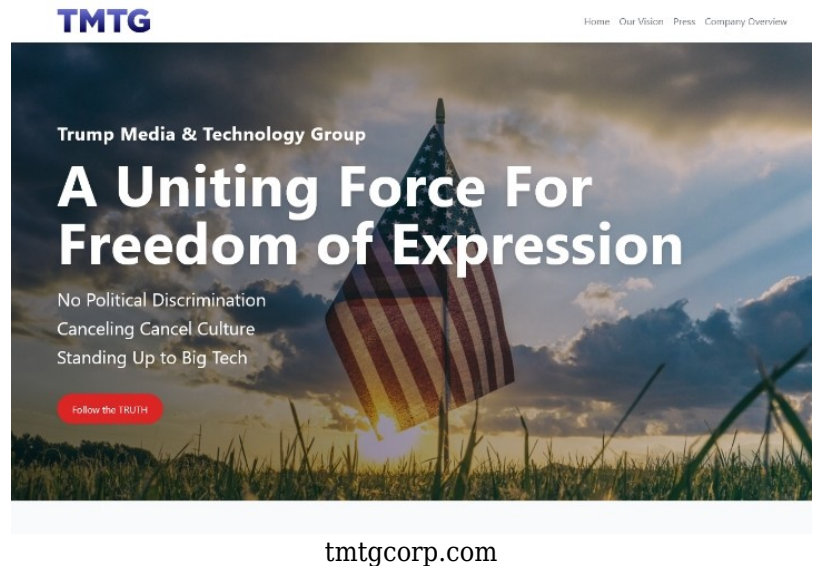 TMTG
Home Our Vision Press Company Overview
Trump Media & Technology Group
A Uniting Force For
Freedom of Expression
No Political Discrimination
Canceling Cancel Culture
Standing Up to Big Tech
Follow the TRUTH
tmtgcorp.com